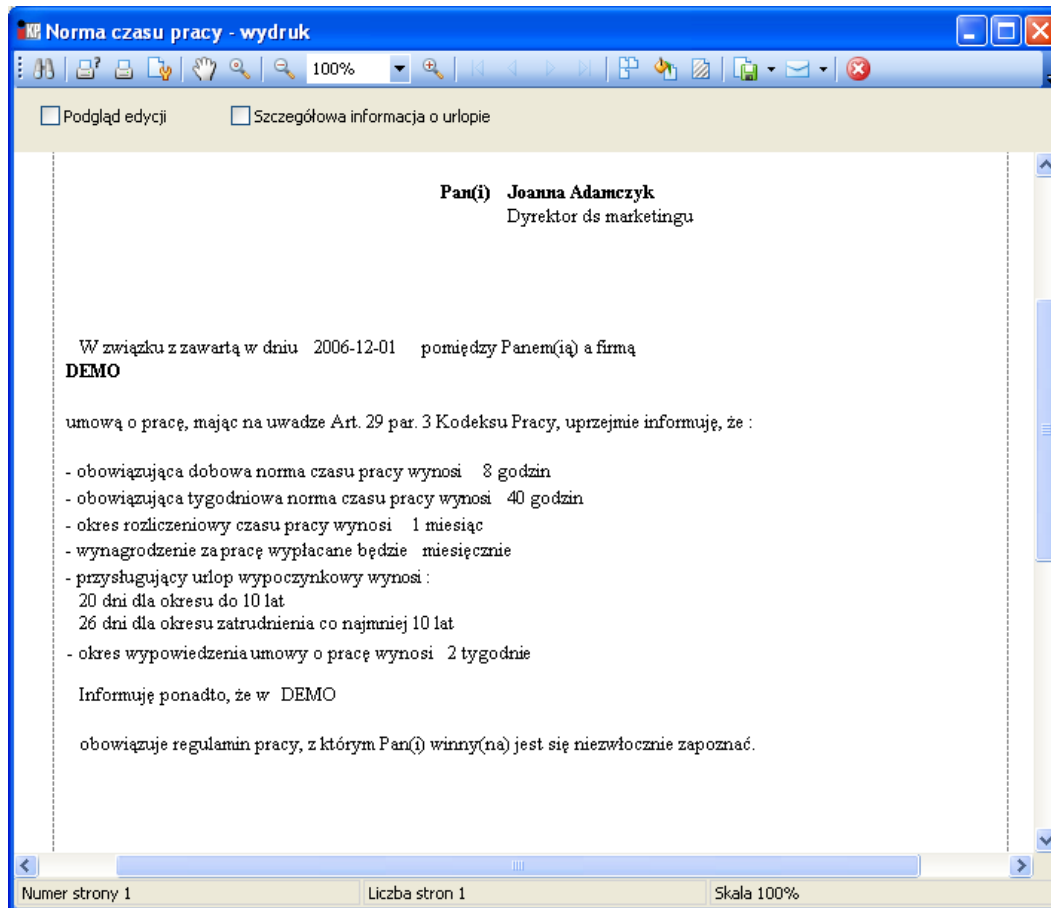 KP Norma czasu pracy - wydruk
100%
Podgląd edycji Szczegółowa informacja o urlopie
Pan(i) Joanna Adamczyk
Dyrektor ds marketingu
W związku z zawartą w dniu 2006-12-01 pomiędzy Panem(ią) a firmą
DEMO
umową o pracę, mając na uwadze Art. 29 par. 3 Kodeksu Pracy, uprzejmie informuję, że :
- obowiązująca dobowa norma czasu pracy wynosi 8 godzin
- obowiązująca tygodniowa norma czasu pracy wynosi 40 godzin
- okres rozliczeniowy czasu pracy wynosi 1 miesiąc
- wynagrodzenie za pracę wypłacane będzie miesięcznie
- przysługujący urlop wypoczynkowy wynosi :
20 dni dla okresu do 10 lat
26 dni dla okresu zatrudnienia co najmniej 10 lat
- okres wypowiedzenia umowy o pracę wynosi 2 tygodnie
Informuję ponadto, że w DEMO
obowiązuje regulamin pracy, z którym Pan(i) winny(na) jest się niezwłocznie zapoznać.
Numer strony 1 Liczba stron 1 Skala 100%